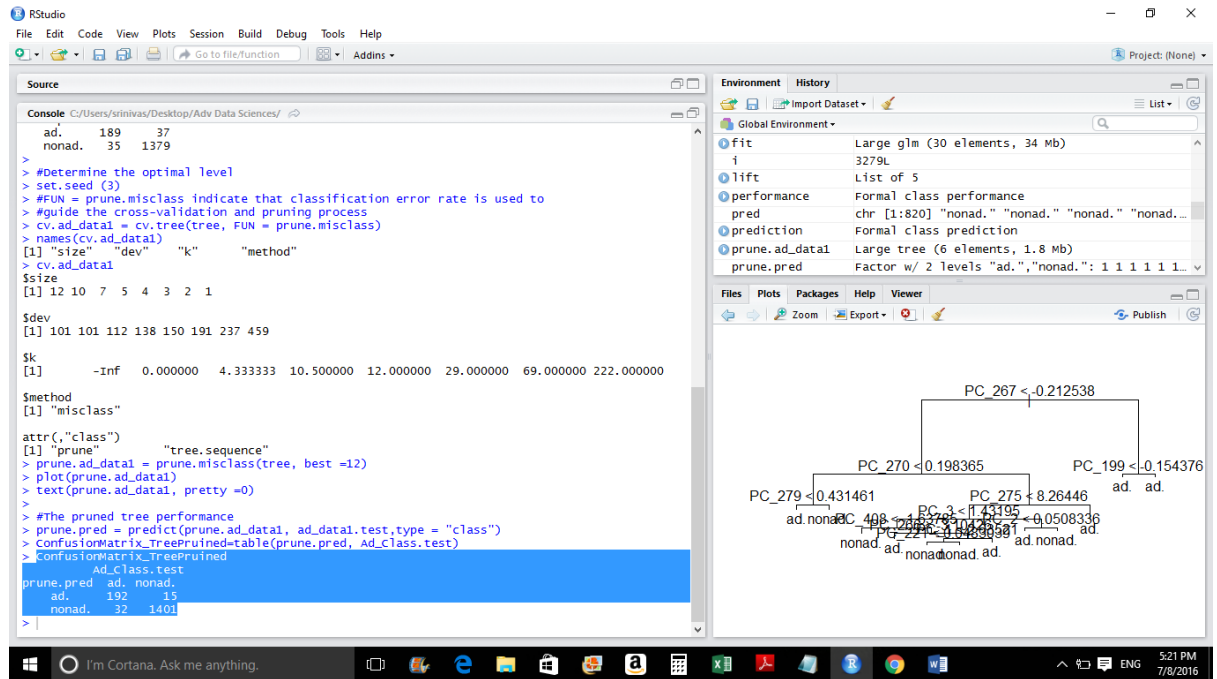 RStudio
File Edit Code View Plots Session Build Debug Tools Help
Go to file/function Addins Project: (None)
Source
Console C:/Users/srinivas/Desktop/Adv Data Sciences/
ad. 189 37
nonad. 35 1379
>
> #Determine the optimal level
> set.seed (3)
> #FUN = prune.misclass indicate that classification error rate is used to
> #guide the cross-validation and pruning process
> cv.ad_data1 = cv.tree(tree, FUN = prune.misclass)
> names(cv.ad_data1)
[1] "size" "dev" "k" "method"
> cv.ad_data1
$size
[1] 12 10 7 5 4 3 2 1
$dev
[1] 101 101 112 138 150 191 237 459
$k
[1] -Inf 0.000000 4.333333 10.500000 12.000000 29.000000 69.000000 222.000000
$method
[1] "misclass"
attr(,"class")
[1] "prune" "tree.sequence"
> prune.ad_data1 = prune.misclass(tree, best =12)
> plot(prune.ad_data1)
> text(prune.ad_data1, pretty =0)
>
> #The pruned tree performance
> prune.pred = predict(prune.ad_data1, ad_data1.test,type = "class")
> ConfusionMatrix_TreePruined=table(prune.pred, Ad_Class.test)
> ConfusionMatrix_TreePruined
Ad_Class.test
prune.pred ad. nonad.
ad. 192 15
nonad. 32 1401
>
Environment History
Import Dataset List
Global Environment
fit Large glm (30 elements, 34 Mb)
i 3279L
lift List of 5
performance Formal class performance
pred chr [1:820] "nonad." "nonad." "nonad." "nonad...
prediction Formal class prediction
prune.ad_data1 Large tree (6 elements, 1.8 Mb)
prune.pred Factor w/ 2 levels "ad.","nonad.": 1 1 1 1 1 1...
Files Plots Packages Help Viewer
Zoom Export Publish
PC_267 < -0.212538
PC_270 < 0.198365 PC_199 < -0.154376
ad. ad.
PC_279 < 0.431461 PC_275 < 8.26446
PC_3 < 1.43195
ad. nonad.
ad. nonad.
nonad. ad. ad.
nonad. nonad.
ad.
I'm Cortana. Ask me anything.
ENG
5:21 PM
7/8/2016